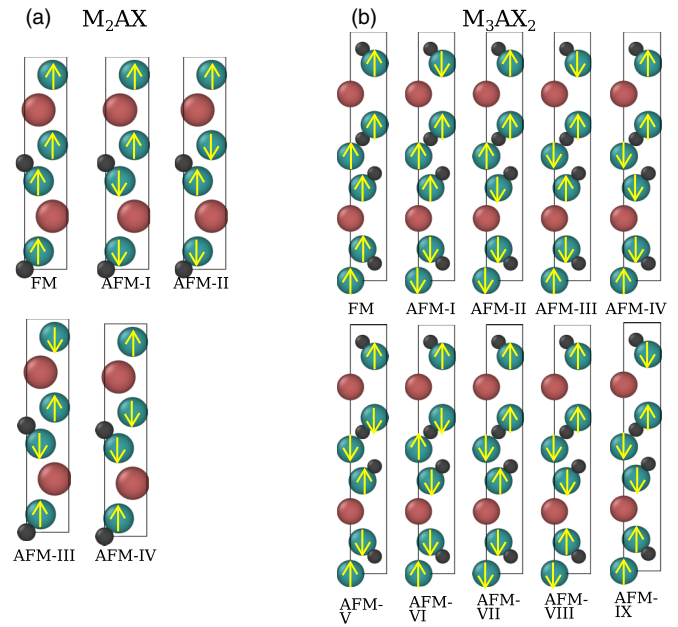 (a)
M₂AX
FM
AFM-I
AFM-II
AFM-III
AFM-IV
(b)
M₃AX₂
FM
AFM-I
AFM-II
AFM-III
AFM-IV
AFM-
V
AFM-
VI
AFM-
VII
AFM-
VIII
AFM-
IX